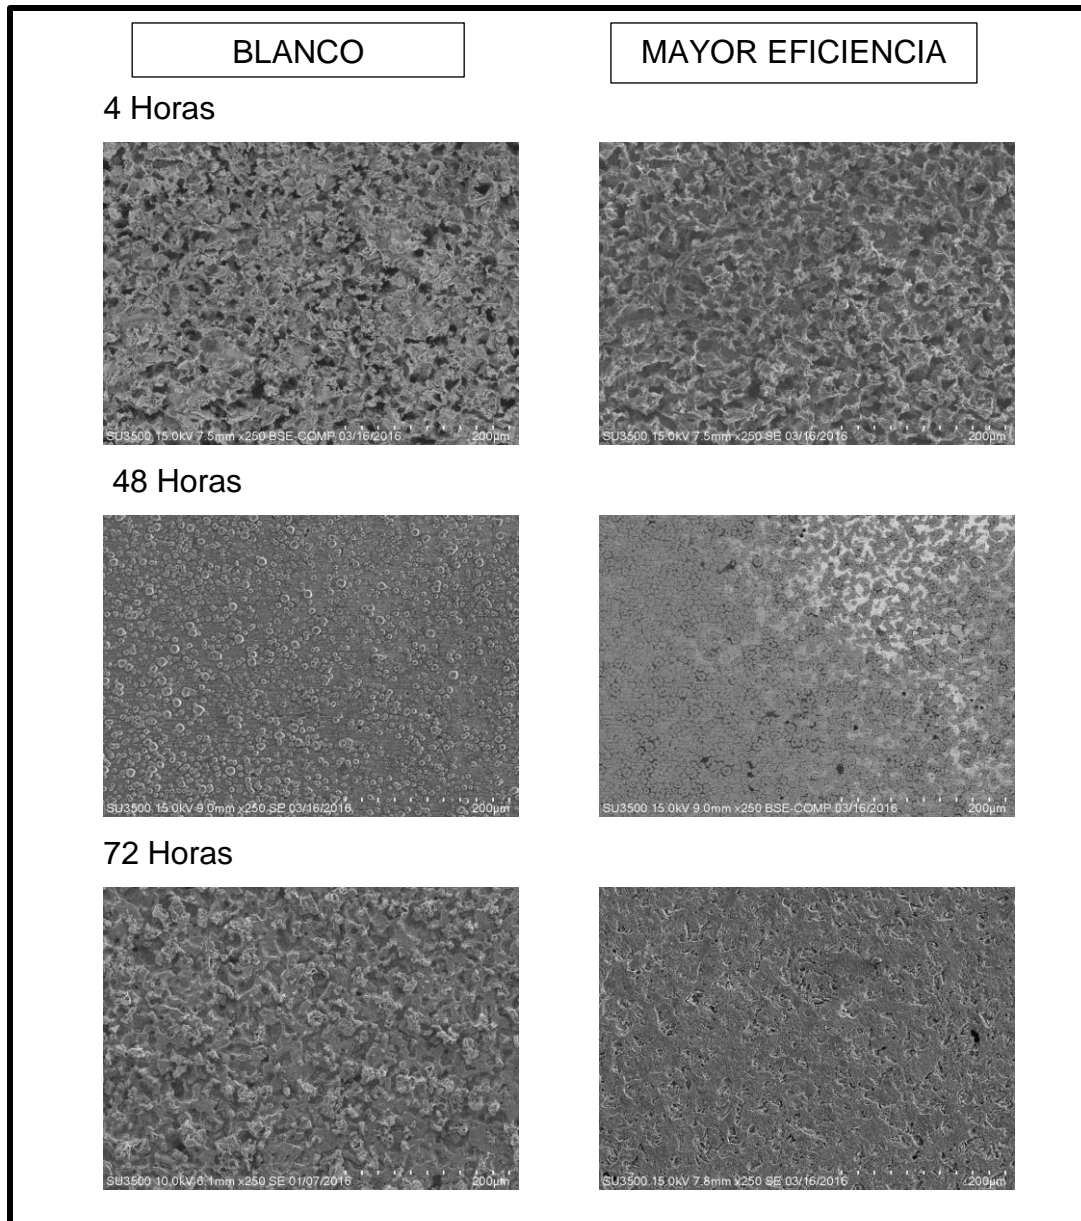 BLANCO
MAYOR EFICIENCIA
4 Horas
SU3500 15.0kV 7.5mm x250 BSE-COMP 03/16/2016 200µm
SU3500 15.0kV 7.5mm x250 SE 03/16/2016 200µm
48 Horas
SU3500 15.0kV 9.0mm x250 SE 03/16/2016 200µm
SU3500 15.0kV 9.0mm x250 BSE-COMP 03/16/2016 200µm
72 Horas
SU3500 10.0kV 6.1mm x250 SE 01/07/2016 200µm
SU3500 15.0kV 7.8mm x250 SE 03/16/2016 200µm